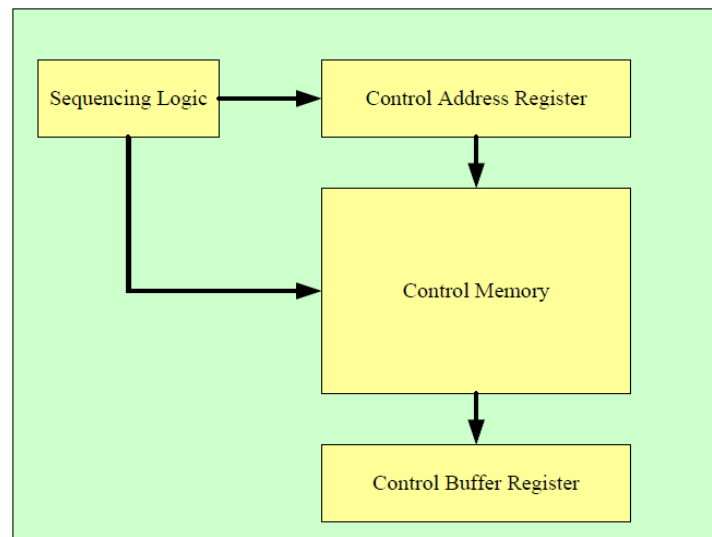 Sequencing Logic
Control Address Register
Control Memory
Control Buffer Register